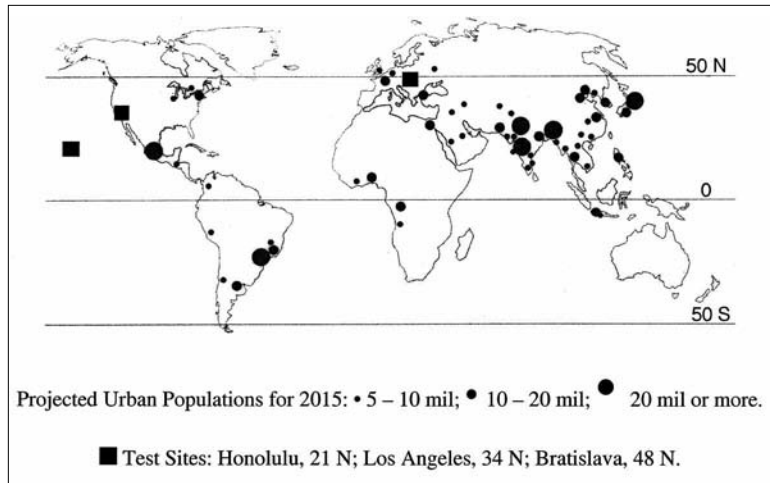 50 N
0
50 S
Projected Urban Populations for 2015: • 5 – 10 mil; ● 10 – 20 mil; ● 20 mil or more.
■ Test Sites: Honolulu, 21 N; Los Angeles, 34 N; Bratislava, 48 N.